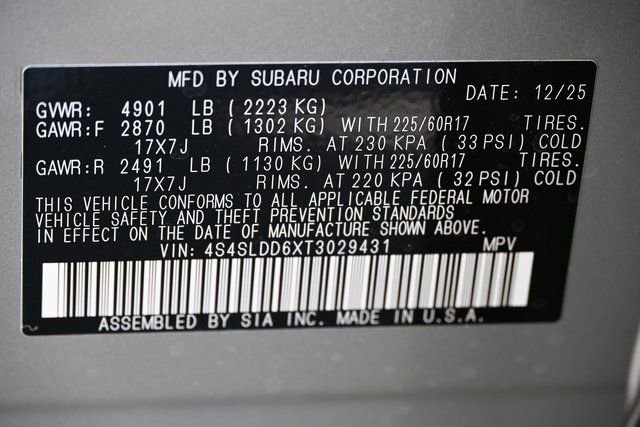 MFD BY SUBARU CORPORATION
DATE: 12/25
GVWR: 4901 LB (2223 KG)
GAWR:F 2870 LB (1302 KG) WITH 225/60R17 TIRES.
17X7J RIMS. AT 230 KPA (33 PSI) COLD
GAWR:R 2491 LB (1130 KG) WITH 225/60R17 TIRES.
17X7J RIMS. AT 220 KPA (32 PSI) COLD
THIS VEHICLE CONFORMS TO ALL APPLICABLE FEDERAL MOTOR
VEHICLE SAFETY AND THEFT PREVENTION STANDARDS
IN EFFECT ON THE DATE OF MANUFACTURE SHOWN ABOVE.
VIN: 4S4SLDD6XT3029431 MPV
ASSEMBLED BY SIA INC. MADE IN U.S.A.